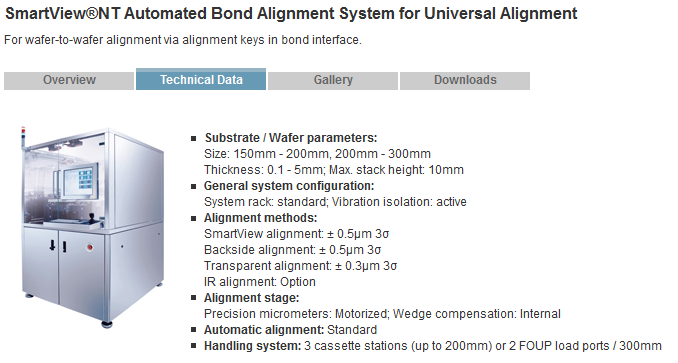 SmartView®NT Automated Bond Alignment System for Universal Alignment
For wafer-to-wafer alignment via alignment keys in bond interface.
Overview
Technical Data
Gallery
Downloads
Substrate / Wafer parameters:
Size: 150mm - 200mm, 200mm - 300mm
Thickness: 0.1 - 5mm; Max. stack height: 10mm
General system configuration:
System rack: standard; Vibration isolation: active
Alignment methods:
SmartView alignment: ± 0.5µm 3σ
Backside alignment: ± 0.5µm 3σ
Transparent alignment: ± 0.3µm 3σ
IR alignment: Option
Alignment stage:
Precision micrometers: Motorized; Wedge compensation: Internal
Automatic alignment: Standard
Handling system: 3 cassette stations (up to 200mm) or 2 FOUP load ports / 300mm